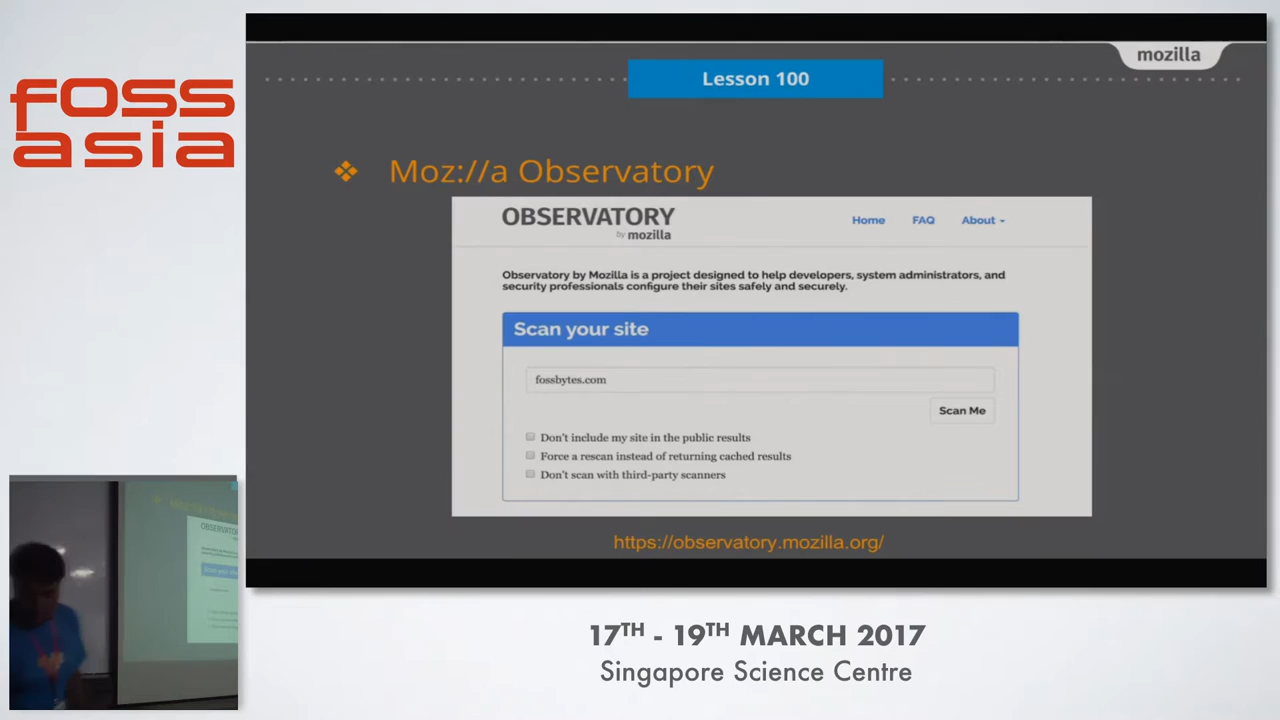 foss
asia
mozilla
Lesson 100
❖ Moz://a Observatory
OBSERVATORY
by mozilla
Home FAQ About
Observatory by Mozilla is a project designed to help developers, system administrators, and
security professionals configure their sites safely and securely.
Scan your site
fossbytes.com
Scan Me
Don't include my site in the public results
Force a rescan instead of returning cached results
Don't scan with third-party scanners
https://observatory.mozilla.org/
17TH - 19TH MARCH 2017
Singapore Science Centre